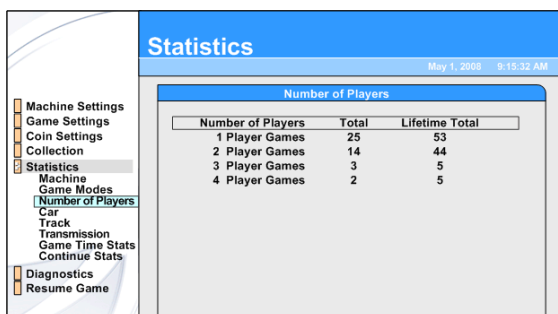 Statistics
May 1, 2008 9:15:32 AM
Machine Settings
Game Settings
Coin Settings
Collection
Statistics
Machine
Game Modes
Number of Players
Car
Track
Transmission
Game Time Stats
Continue Stats
Diagnostics
Resume Game
Number of Players
Number of Players Total Lifetime Total
1 Player Games 25 53
2 Player Games 14 44
3 Player Games 3 5
4 Player Games 2 5